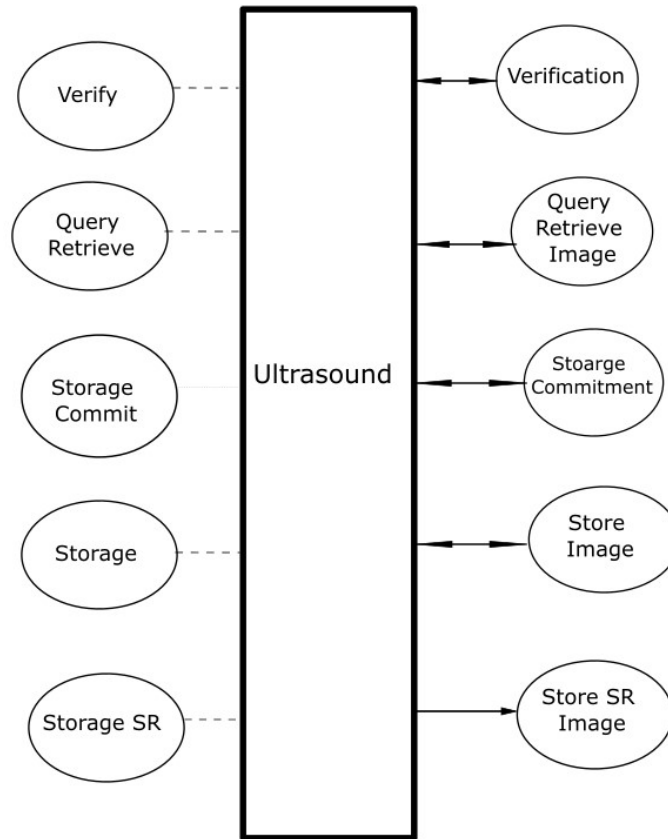 Verify
Query
Retrieve
Storage
Commit
Storage
Storage SR
Ultrasound
Verification
Query
Retrieve
Image
Stoarge
Commitment
Store
Image
Store SR
Image